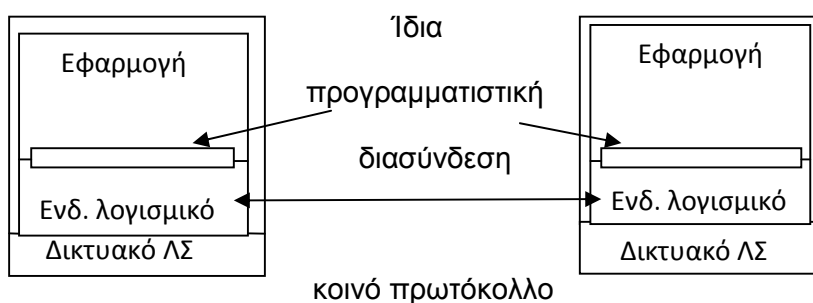 Εφαρμογή
Ενδ. λογισμικό
Δικτυακό ΛΣ
Ίδια
προγραμματιστική
διασύνδεση
κοινό πρωτόκολλο
Εφαρμογή
Ενδ. λογισμικό
Δικτυακό ΛΣ